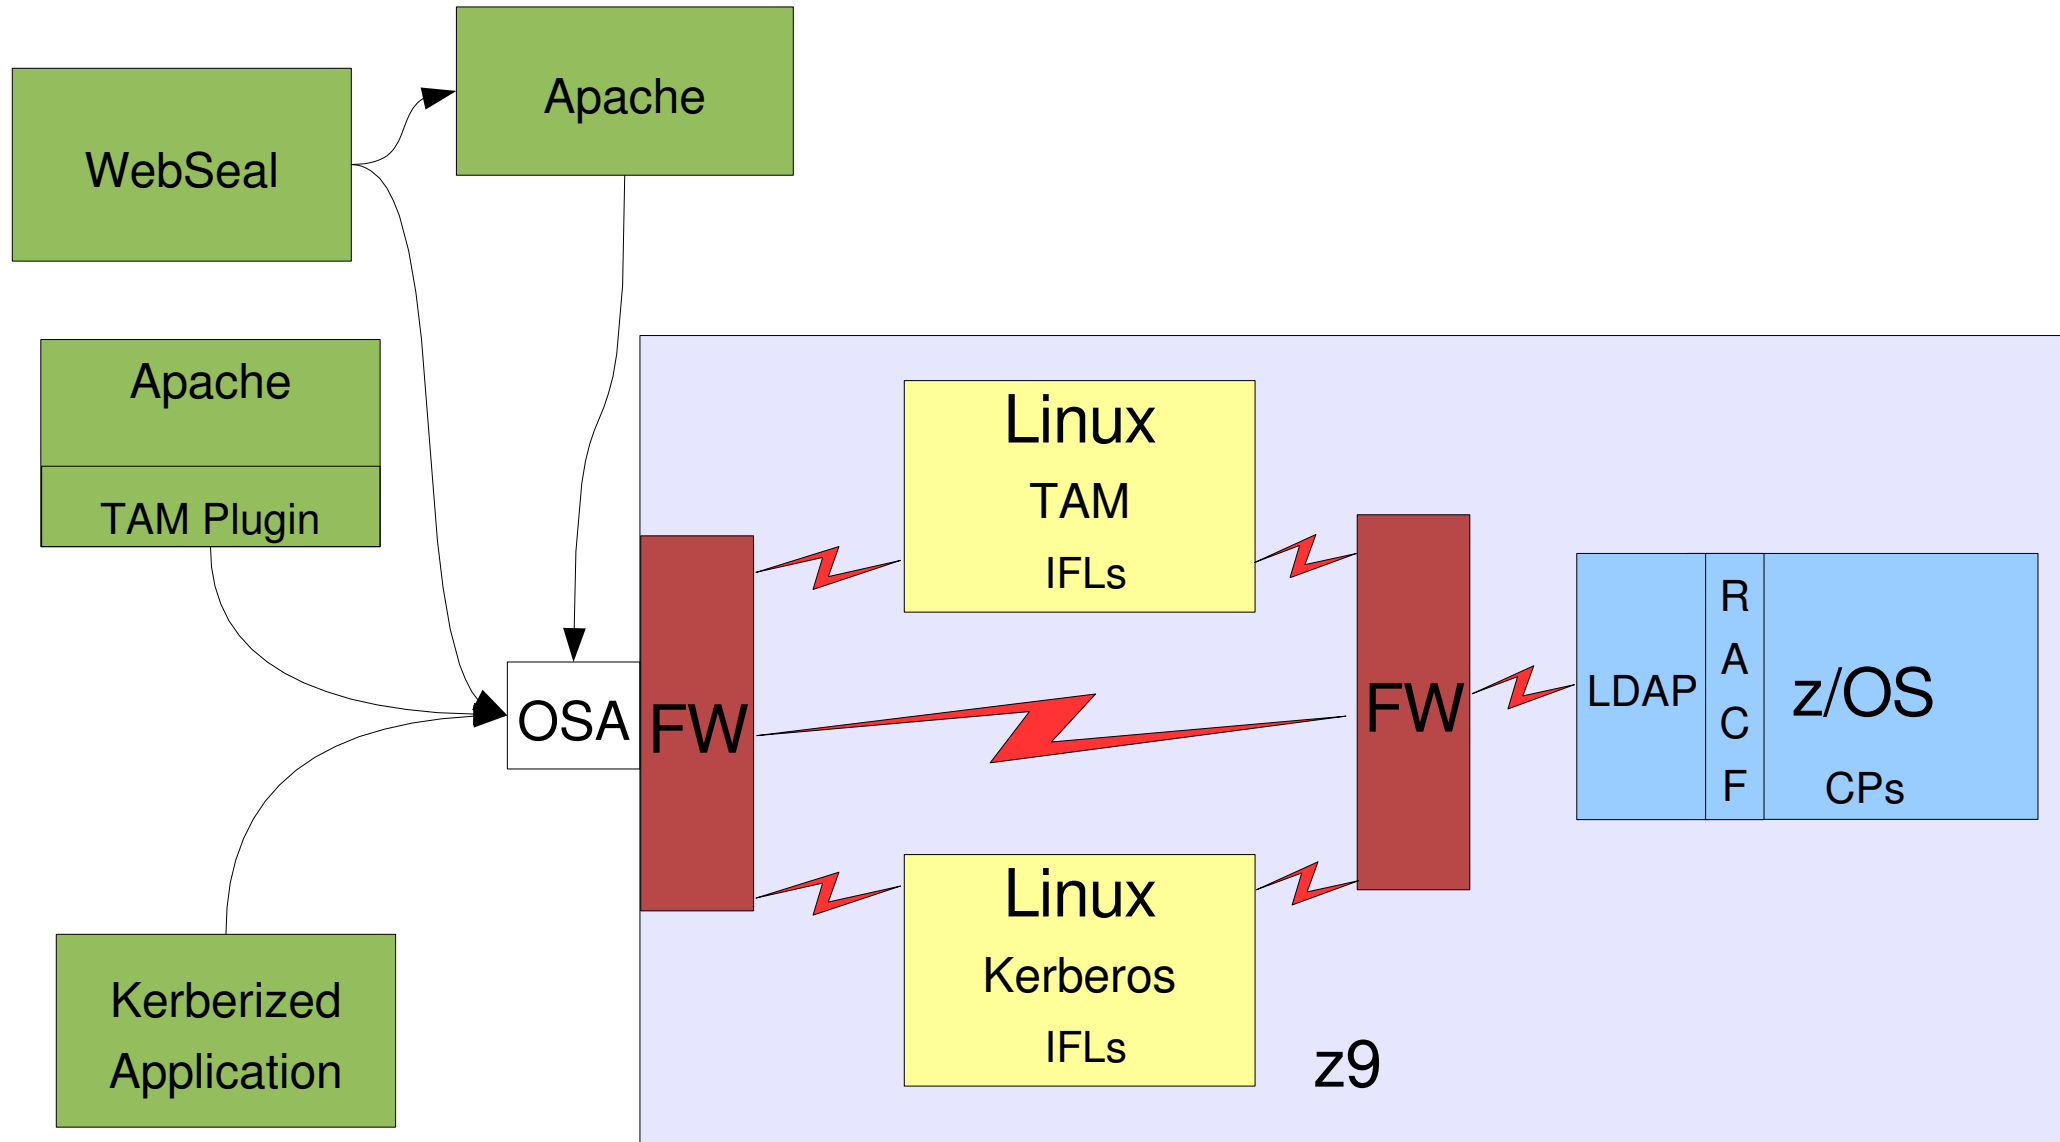 Apache
WebSeal
Apache
TAM Plugin
Linux
TAM
IFLs
OSA
FW
FW
LDAP
R
A
C
F
z/OS
CPs
Linux
Kerberos
IFLs
z9
Kerberized
Application